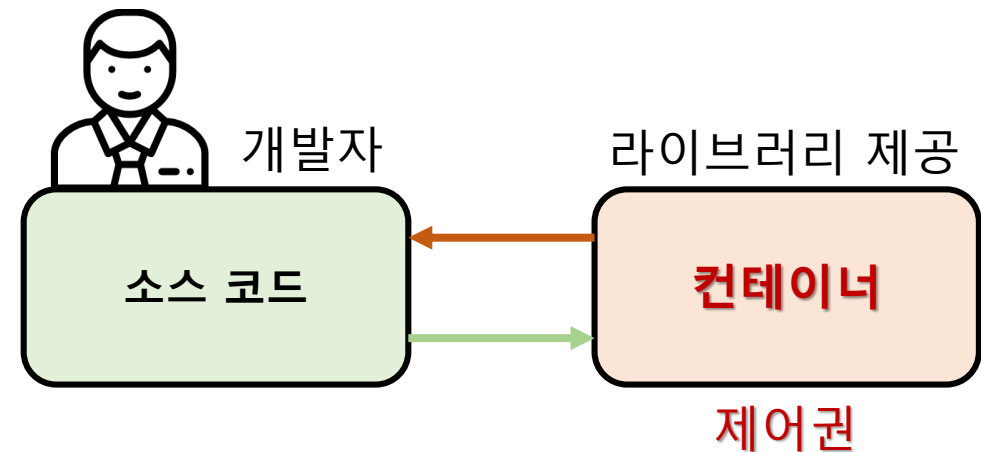 개발자
라이브러리 제공
소스 코드
컨테이너
제어권